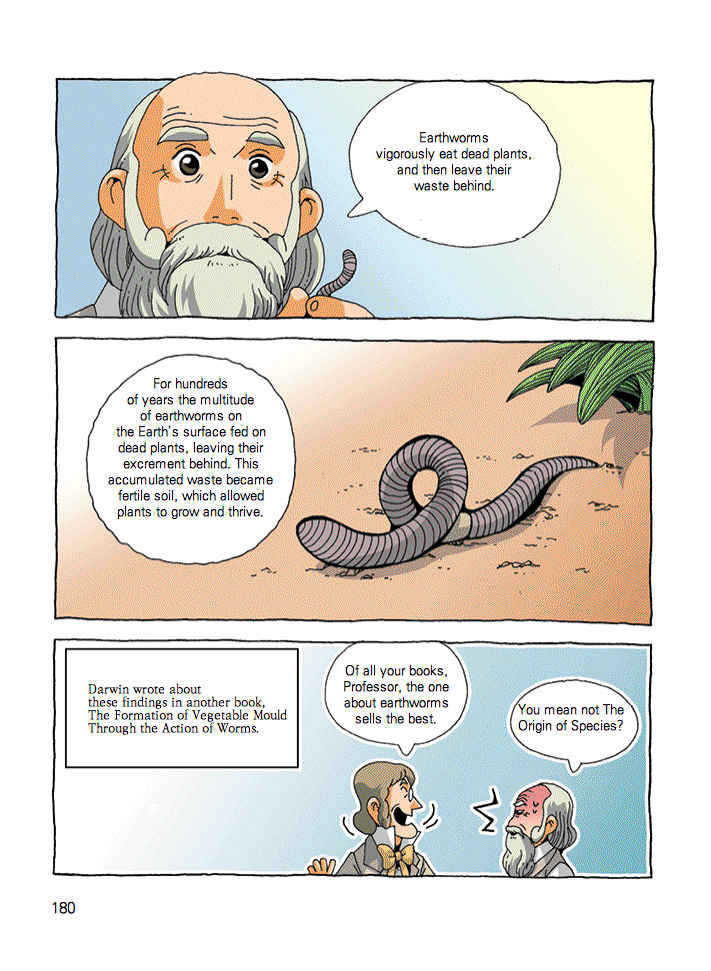 Earthworms
vigorously eat dead plants,
and then leave their
waste behind.
For hundreds
of years the multitude
of earthworms on
the Earth's surface fed on
dead plants, leaving their
excrement behind. This
accumulated waste became
fertile soil, which allowed
plants to grow and thrive.
Darwin wrote about
these findings in another book,
The Formation of Vegetable Mould
Through the Action of Worms.
Of all your books,
Professor, the one
about earthworms
sells the best.
You mean not The
Origin of Species?
180